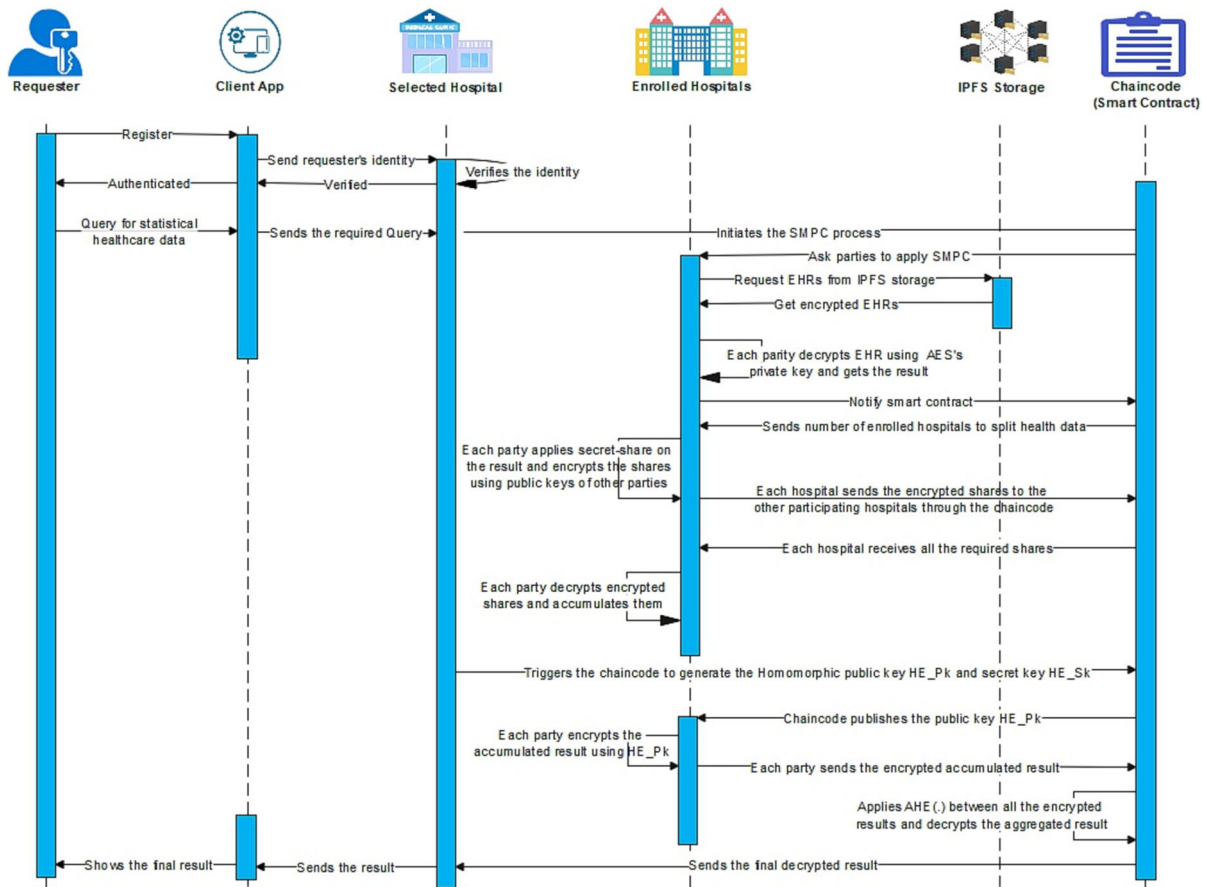 Requester
Client App
Selected Hospital
Enrolled Hospitals
IPFS Storage
Chaincode
(Smart Contract)
Register
Send requester's identity
Verifies the identity
Authenticated
Verified
Query for statistical
healthcare data
Sends the required Query
Initiates the SMPC process
Ask parties to apply SMPC
Request EHRs from IPFS storage
Get encrypted EHRs
Each parity decrypts EHR using AES's
private key and gets the result
Notify smart contract
Sends number of enrolled hospitals to split health data
Each party applies secret-share on
the result and encrypts the shares
using public keys of other parties
Each hospital sends the encrypted shares to the
other participating hospitals through the chaincode
Each hospital receives all the required shares
Each party decrypts encrypted
shares and accumulates them
Triggers the chaincode to generate the Homomorphic public key HE_Pk and secret key HE_Sk
Chaincode publishes the public key HE_Pk
Each party encrypts the
accumulated result using HE_Pk
Each party sends the encrypted accumulated result
Applies AHE(.) between all the encrypted
results and decrypts the aggregated result
Shows the final result
Sends the result
Sends the final decrypted result